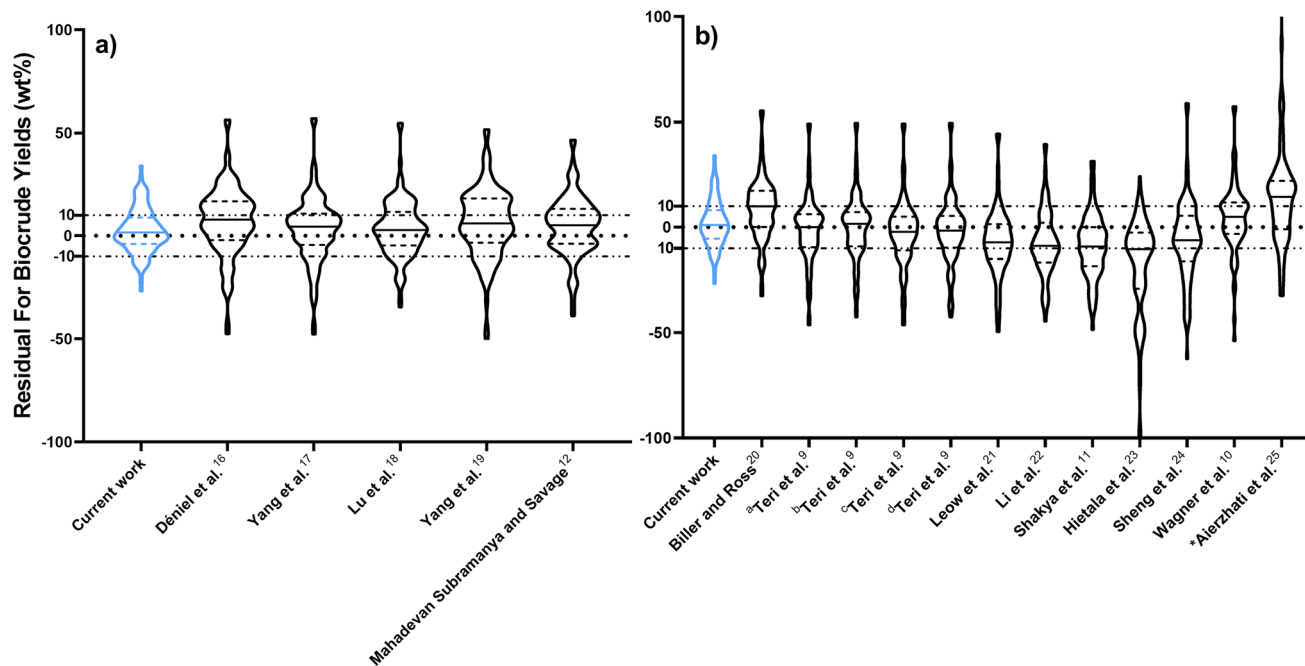 a)
Residual For Biocrude Yields (wt%)
100
50
10
0
-10
-50
-100
Current work
Déniel et al.16
Yang et al.17
Lu et al.18
Yang et al.19
Mahadevan Subramanya and Savage12
b)
100
50
10
0
10
-50
-100
Current work
Biller and Ross20
aTeri et al.9
bTeri et al.9
cTeri et al.9
dTeri et al.9
Leow et al.21
Li et al.22
Shakya et al.11
Hietala et al.23
Sheng et al.24
Wagner et al.10
*Aierzhati et al.25